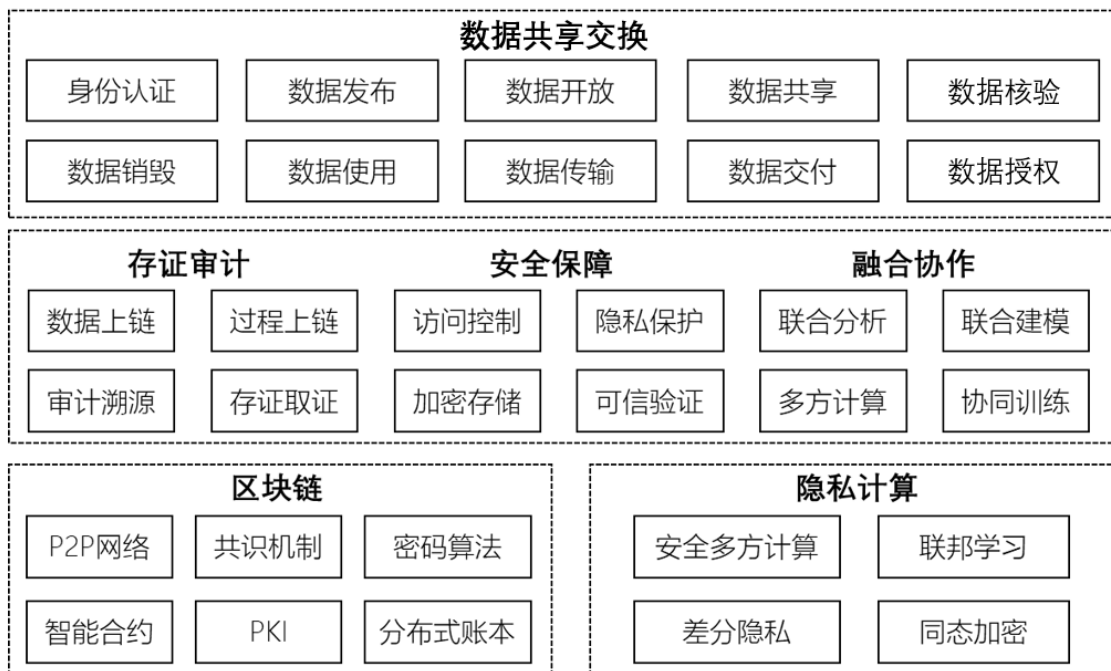 数据共享交换
身份认证 数据发布 数据开放 数据共享 数据核验
数据销毁 数据使用 数据传输 数据交付 数据授权
存证审计 安全保障 融合协作
数据上链 过程上链 访问控制 隐私保护 联合分析 联合建模
审计溯源 存证取证 加密存储 可信验证 多方计算 协同训练
区块链 隐私计算
P2P网络 共识机制 密码算法 安全多方计算 联邦学习
智能合约 PKI 分布式账本 差分隐私 同态加密